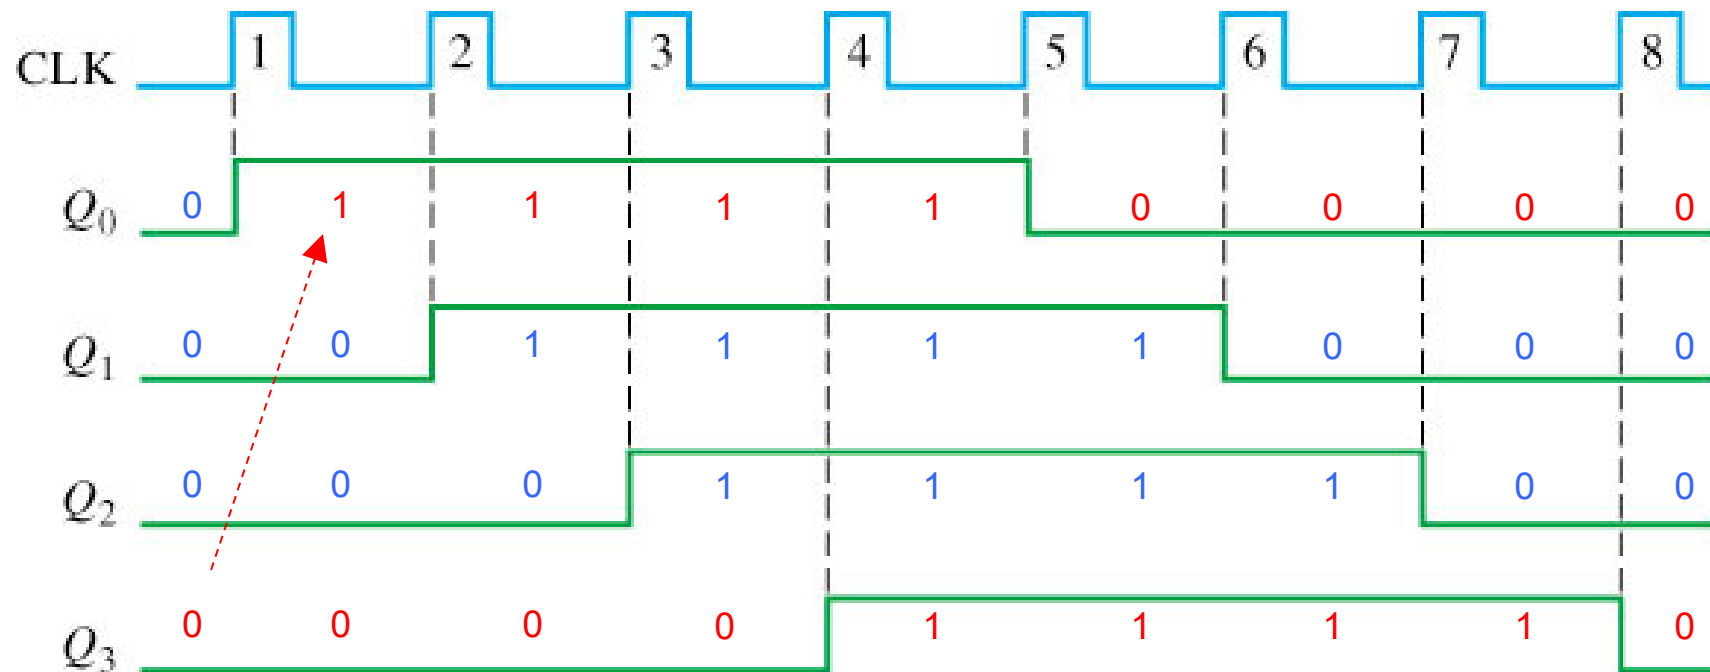 CLK 1 2 3 4 5 6 7 8
Q₀ 0 1 1 1 1 0 0 0 0
Q₁ 0 0 1 1 1 1 0 0 0
Q₂ 0 0 0 1 1 1 1 0 0
Q₃ 0 0 0 0 1 1 1 1 0